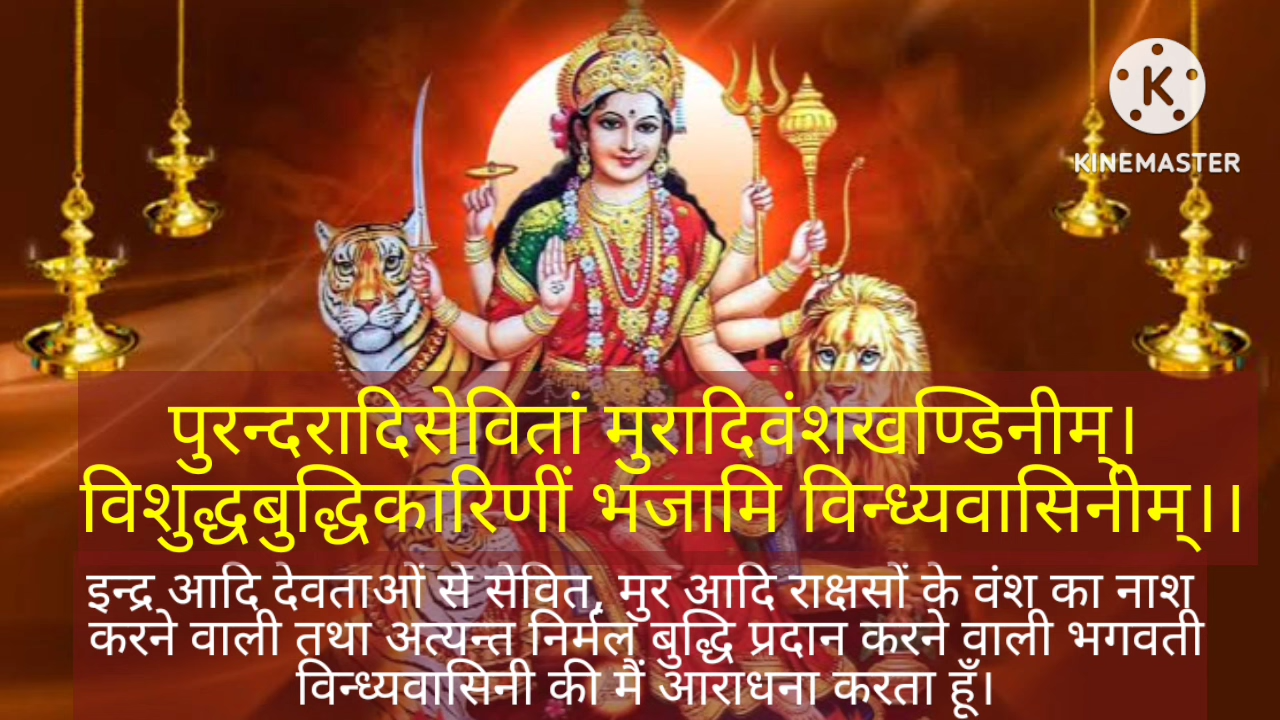 KINEMASTER
पुरन्दरादिसेवितां मुरादिवंशखण्डिनीम्।
विशुद्धबुद्धिकारिणीं भजामि विन्ध्यवासिनीम्।।
इन्द्र आदि देवताओं से सेवित, मुर आदि राक्षसों के वंश का नाश
करने वाली तथा अत्यन्त निर्मल बुद्धि प्रदान करने वाली भगवती
विन्ध्यवासिनी की मैं आराधना करता हूँ।